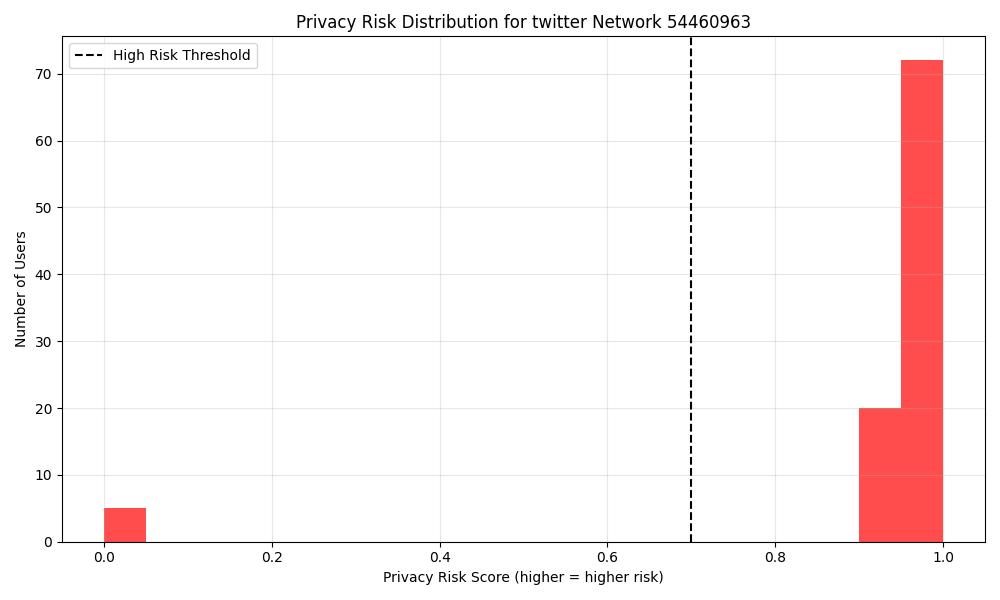 Privacy Risk Distribution for twitter Network 54460963
High Risk Threshold
70
60
50
40
30
20
10
0
Number of Users
0.0 0.2 0.4 0.6 0.8 1.0
Privacy Risk Score (higher = higher risk)